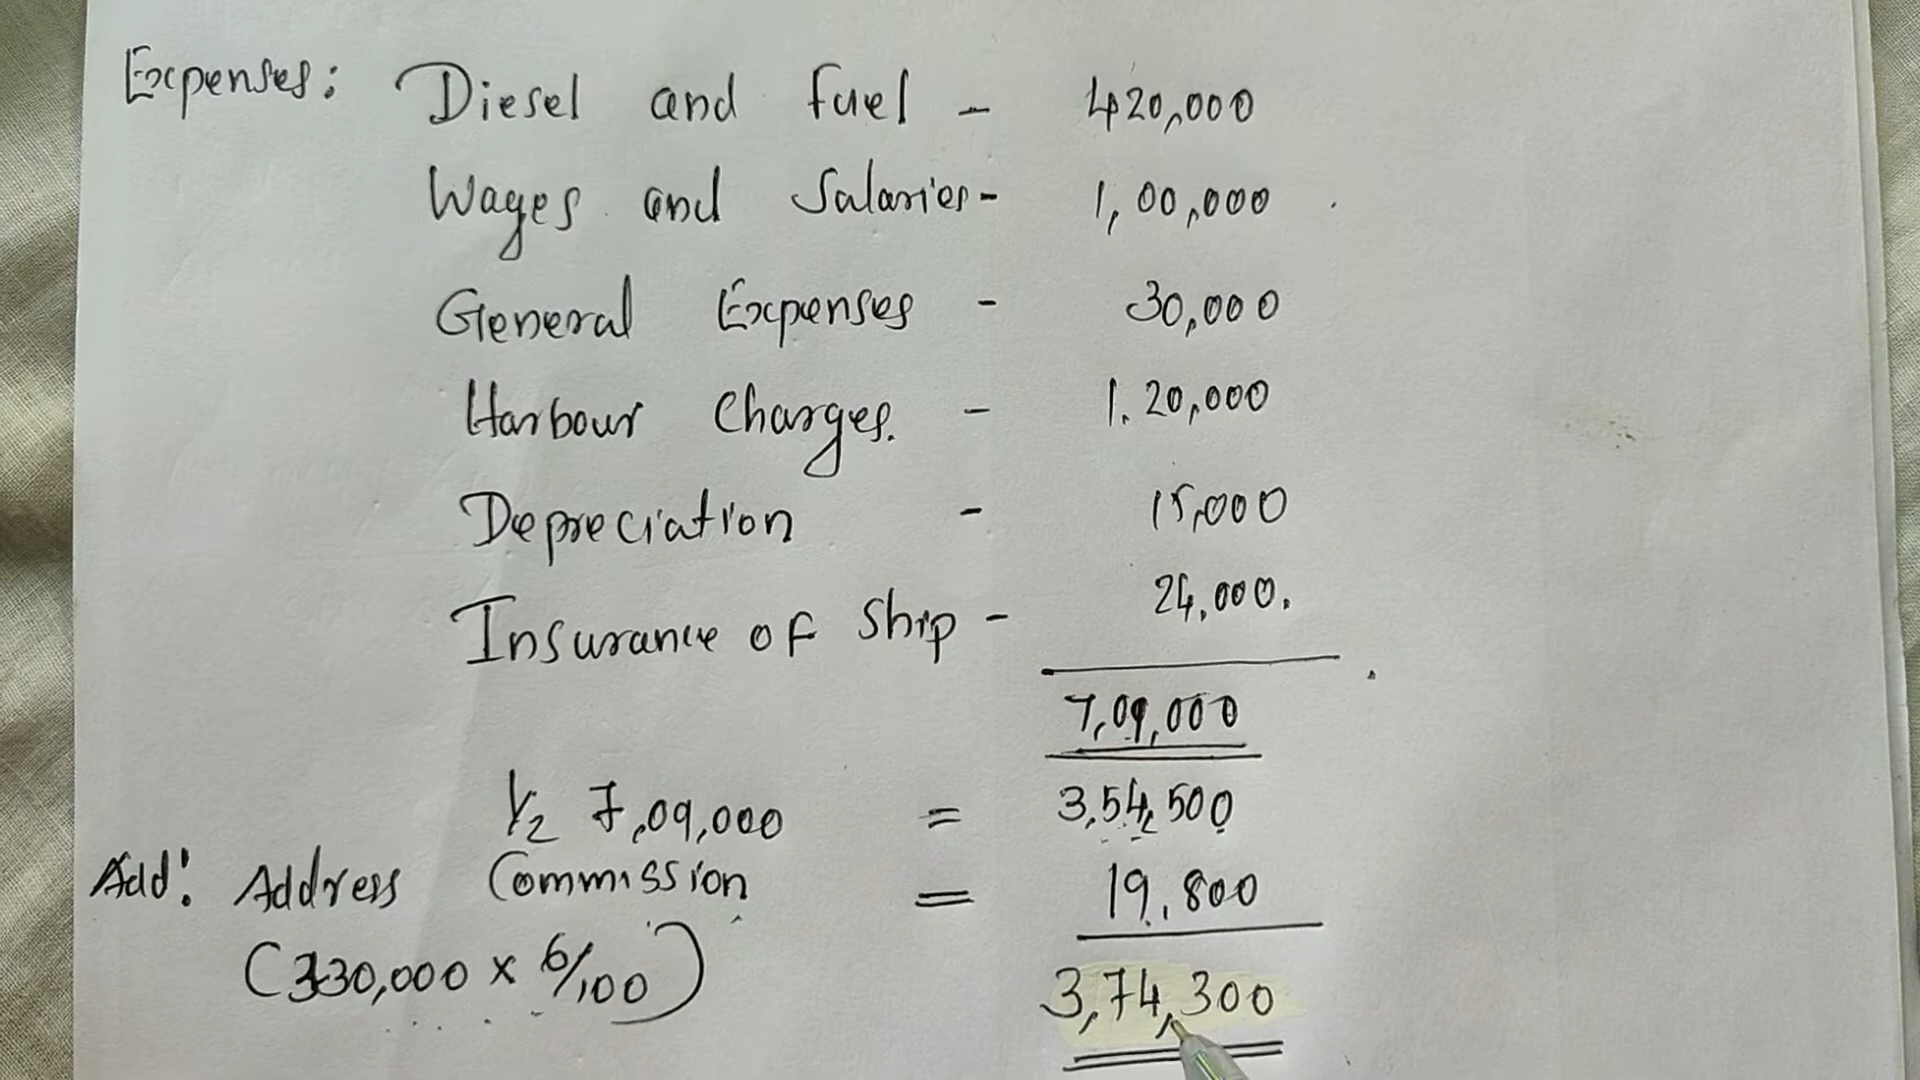 Expenses: Diesel and fuel - 420,000
Wages and Salaries - 1,00,000
General Expenses - 30,000
Harbour Charges. - 1.20,000
Depreciation - 15,000
Insurance of Ship - 24,000.
7,09,000
1/2 7,09,000 = 3,54,500
Add: Address Commission = 19,800
(330,000 x 6/100)
3,74,300